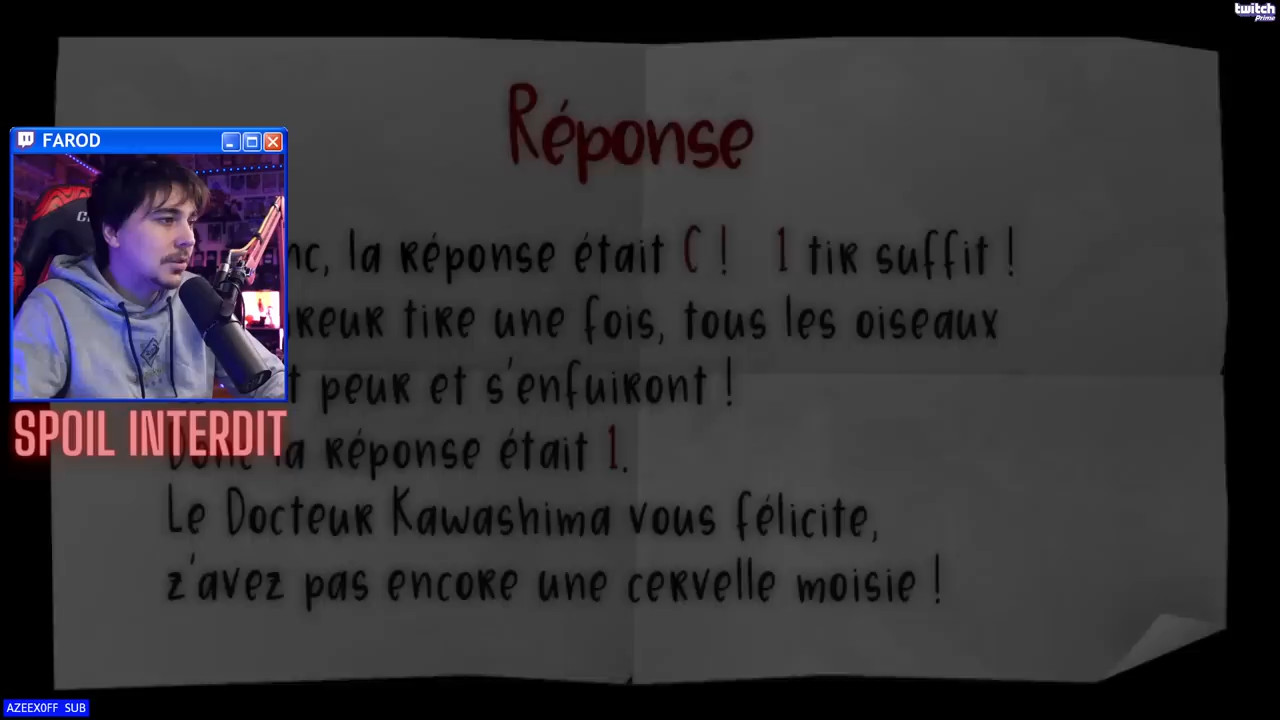 twitch
Prime
Réponse
FAROD
la réponse était C ! 1 tir suffit !
tire une fois, tous les oiseaux
peur et s'enfuiront !
SPOIL INTERDIT
la réponse était 1.
Le Docteur Kawashima vous félicite,
z'avez pas encore une cervelle moisie !
AZEEXOFF SUB